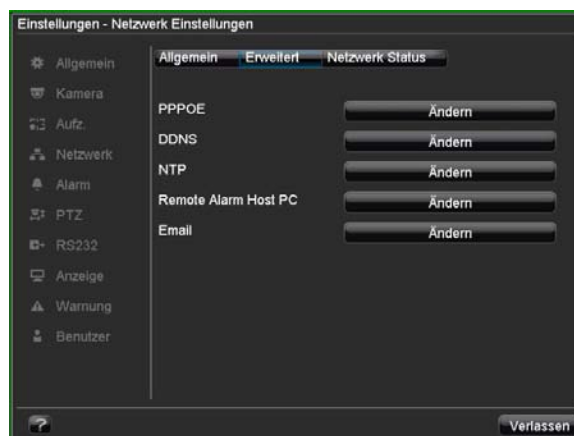 Einstellungen - Netzwerk Einstellungen
Allgemein
Kamera
Aufz.
Netzwerk
Alarm
PTZ
RS232
Anzeige
Warnung
Benutzer
Allgemein Erweitert Netzwerk Status
PPPOE Ändern
DDNS Ändern
NTP Ändern
Remote Alarm Host PC Ändern
Email Ändern
? Verlassen